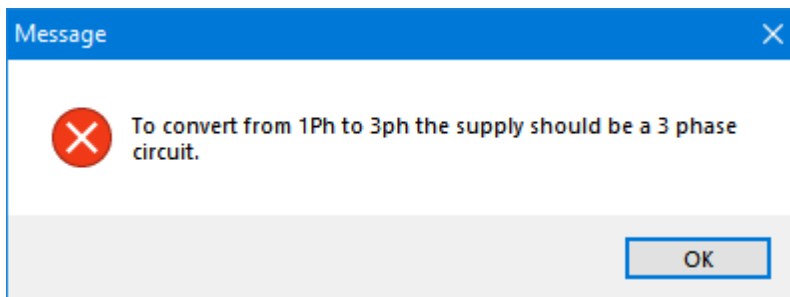 Message
To convert from 1Ph to 3ph the supply should be a 3 phase
circuit.
OK